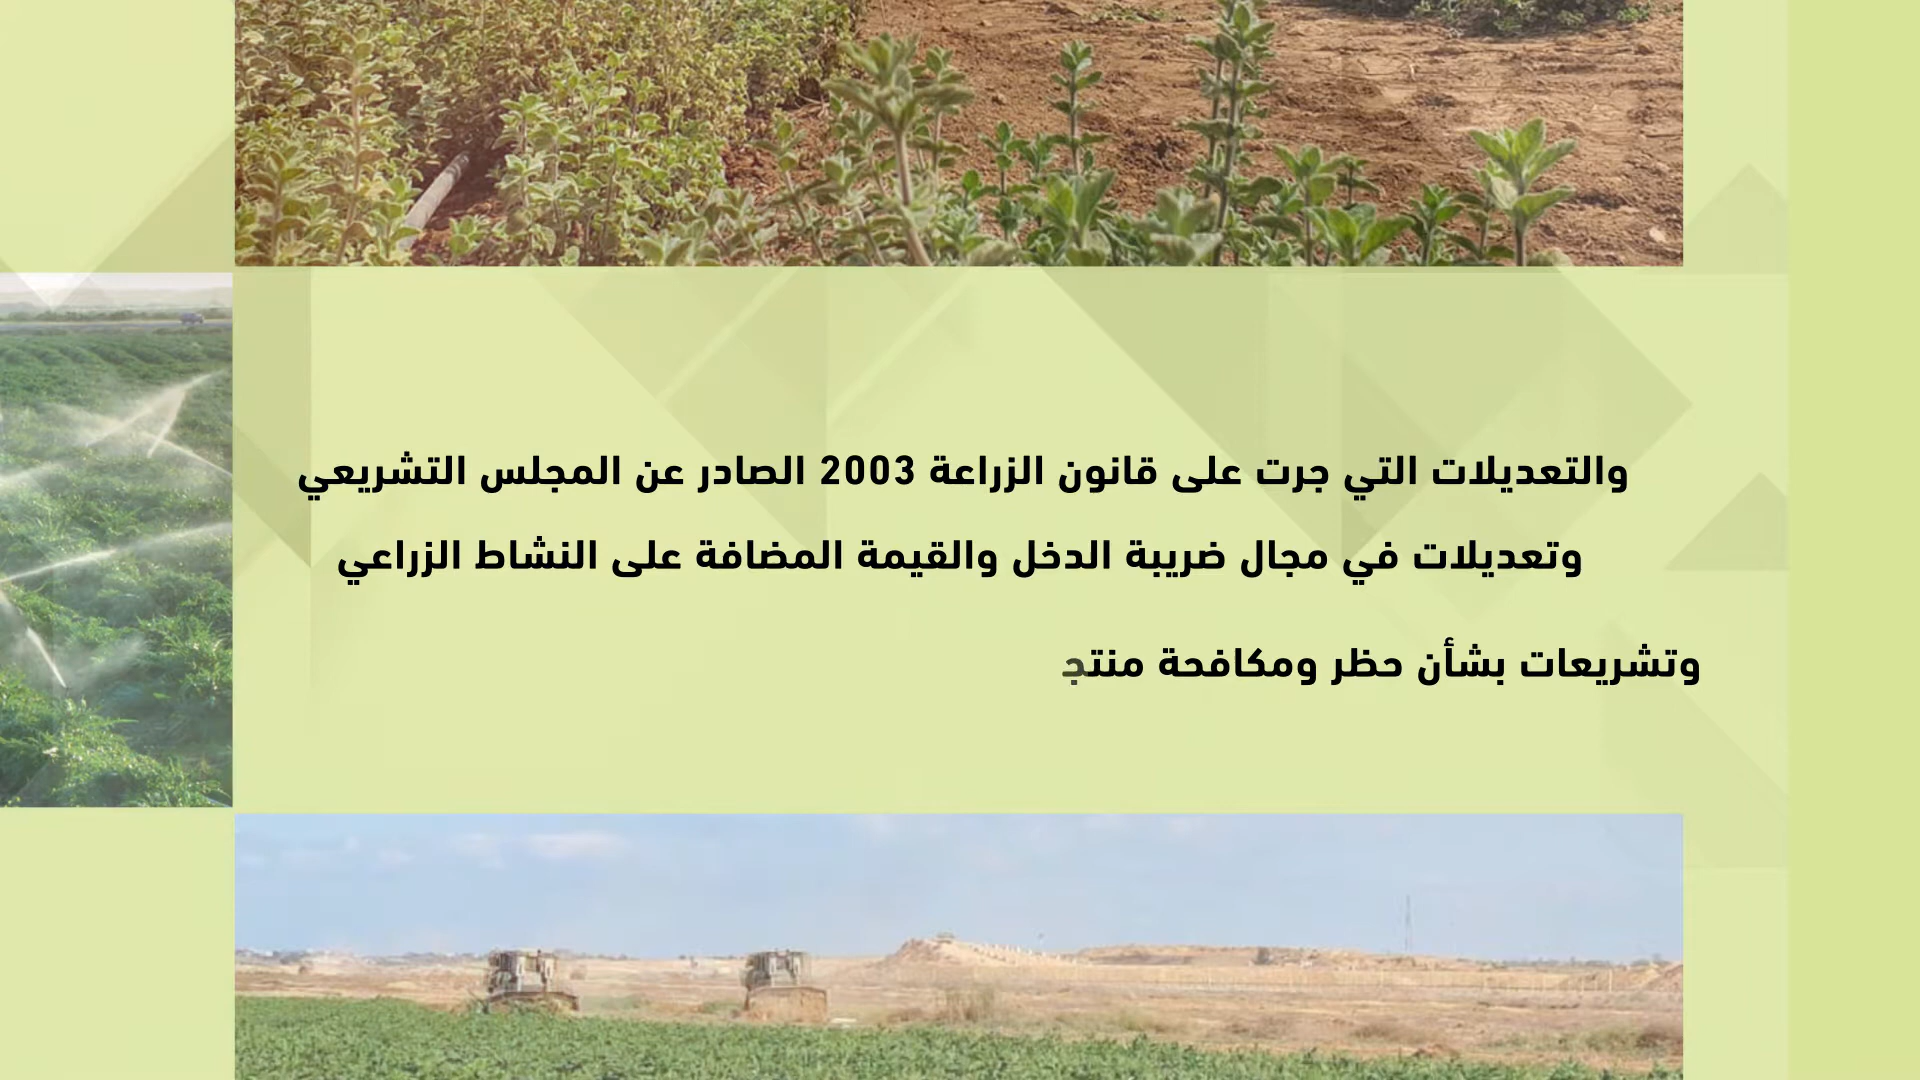 والتعديلات التي جرت على قانون الزراعة 2003 الصادر عن المجلس التشريعي
وتعديلات في مجال ضريبة الدخل والقيمة المضافة على النشاط الزراعي
وتشريعات بشأن حظر ومكافحة منتج